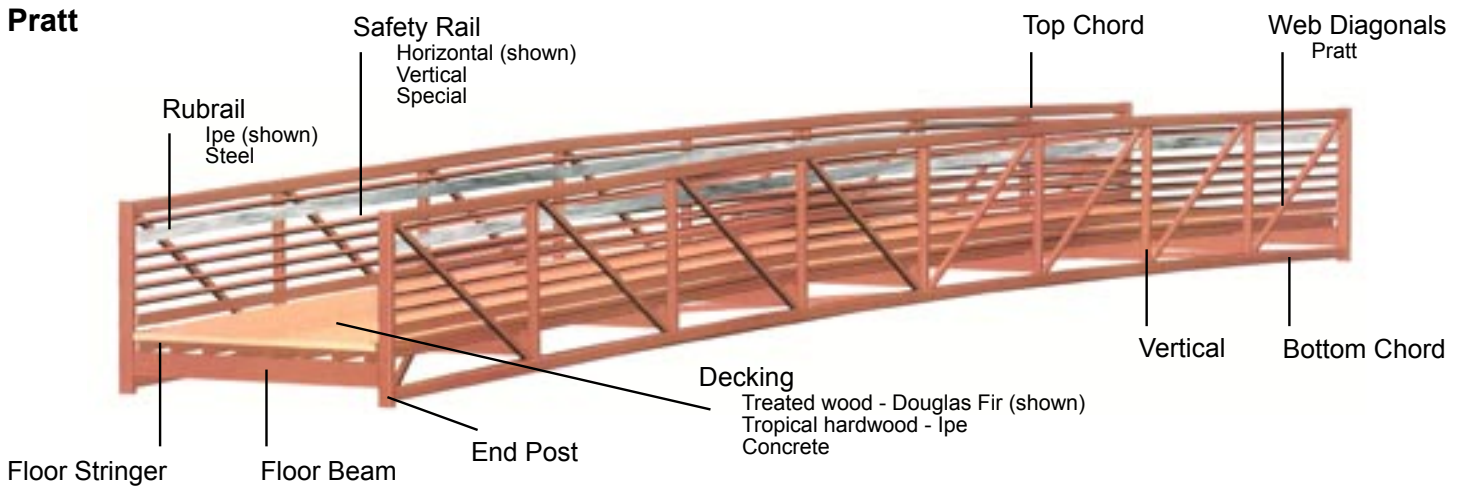 Pratt
Safety Rail
Horizontal (shown)
Vertical
Special
Top Chord
Web Diagonals
Pratt
Rubrail
Ipe (shown)
Steel
Vertical
Bottom Chord
Decking
Treated wood - Douglas Fir (shown)
Tropical hardwood - Ipe
Concrete
End Post
Floor Stringer
Floor Beam